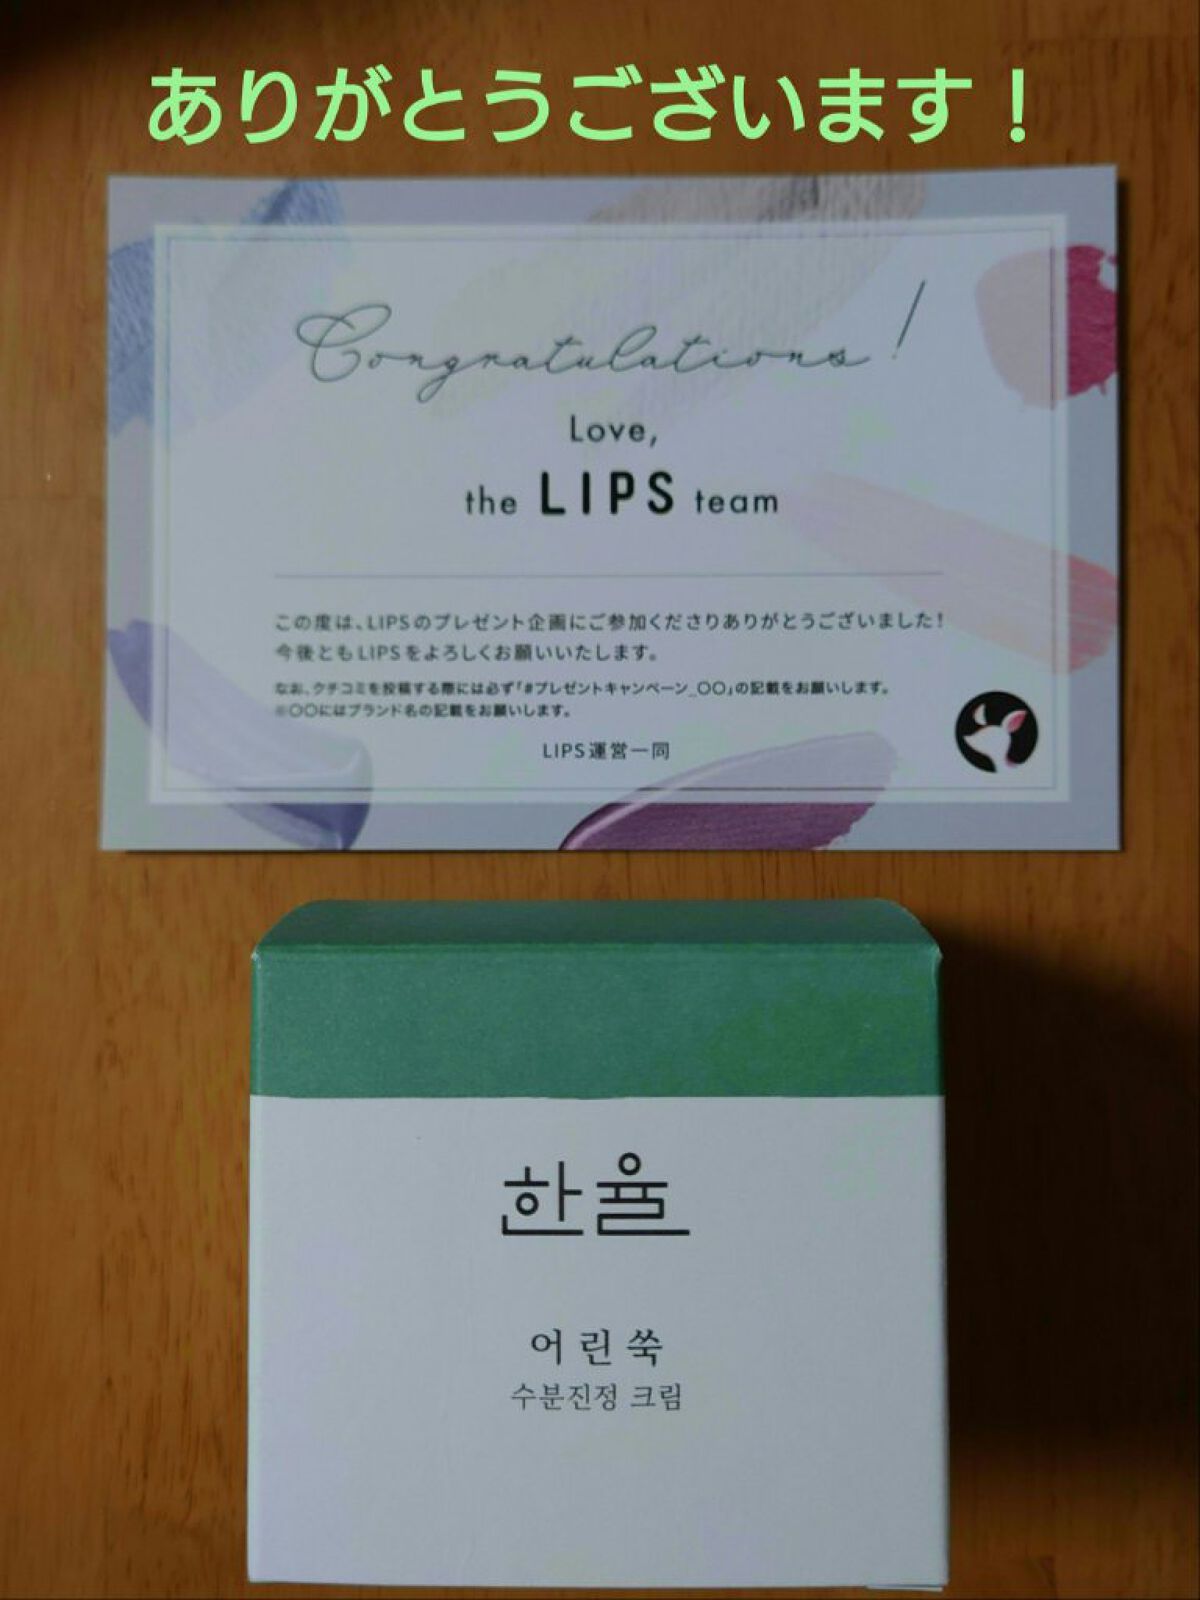 ありがとうございます！
Congratulations!
Love,
the LIPS team
この度は、LIPSのプレゼント企画にご参加くださりありがとうございました！
今後ともLIPSをよろしくお願いいたします。
なお、クチコミを投稿する際には必ず「#プレゼントキャンペーン_〇〇」の記載をお願いします。
※〇〇にはブランド名の記載をお願いします。
LIPS運営一同
한율
어린쑥
수분진정 크림